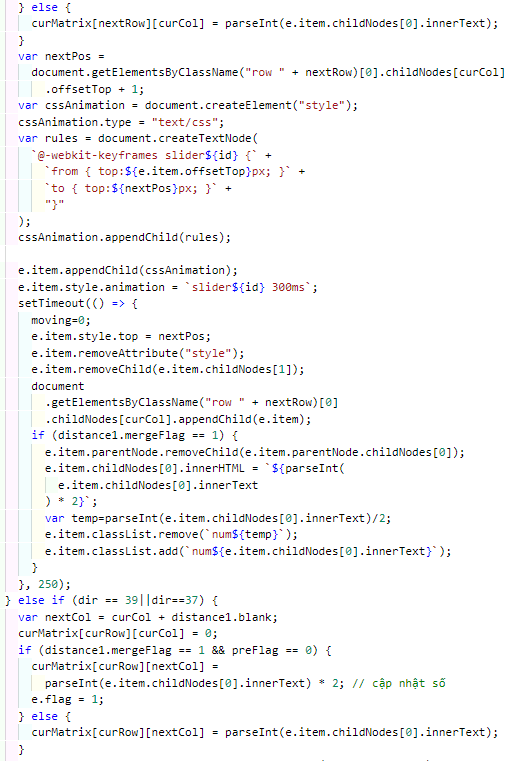 } else {
curMatrix[nextRow][curCol] = parseInt(e.item.childNodes[0].innerText);
}
var nextPos =
document.getElementsByClassName("row " + nextRow)[0].childNodes[curCol]
.offsetTop + 1;
var cssAnimation = document.createElement("style");
cssAnimation.type = "text/css";
var rules = document.createTextNode(
`@-webkit-keyframes slider${id} {` +
`from { top:${e.item.offsetTop}px; }` +
`to { top:${nextPos}px; }` +
"}"
);
cssAnimation.appendChild(rules);
e.item.appendChild(cssAnimation);
e.item.style.animation = `slider${id} 300ms`;
setTimeout(() => {
moving=0;
e.item.style.top = nextPos;
e.item.removeAttribute("style");
e.item.removeChild(e.item.childNodes[1]);
document
.getElementsByClassName("row " + nextRow)[0]
.childNodes[curCol].appendChild(e.item);
if (distance1.mergeFlag == 1) {
e.item.parentNode.removeChild(e.item.parentNode.childNodes[0]);
e.item.childNodes[0].innerHTML = `${parseInt(
e.item.childNodes[0].innerText
) * 2}`;
var temp=parseInt(e.item.childNodes[0].innerText)/2;
e.item.classList.remove(`num${temp}`);
e.item.classList.add(`num${e.item.childNodes[0].innerText}`);
}
}, 250);
} else if (dir == 39||dir==37) {
var nextCol = curCol + distance1.blank;
curMatrix[curRow][curCol] = 0;
if (distance1.mergeFlag == 1 && preFlag == 0) {
curMatrix[curRow][nextCol] =
parseInt(e.item.childNodes[0].innerText) * 2; // cập nhật số
e.flag = 1;
} else {
curMatrix[curRow][nextCol] = parseInt(e.item.childNodes[0].innerText);
}